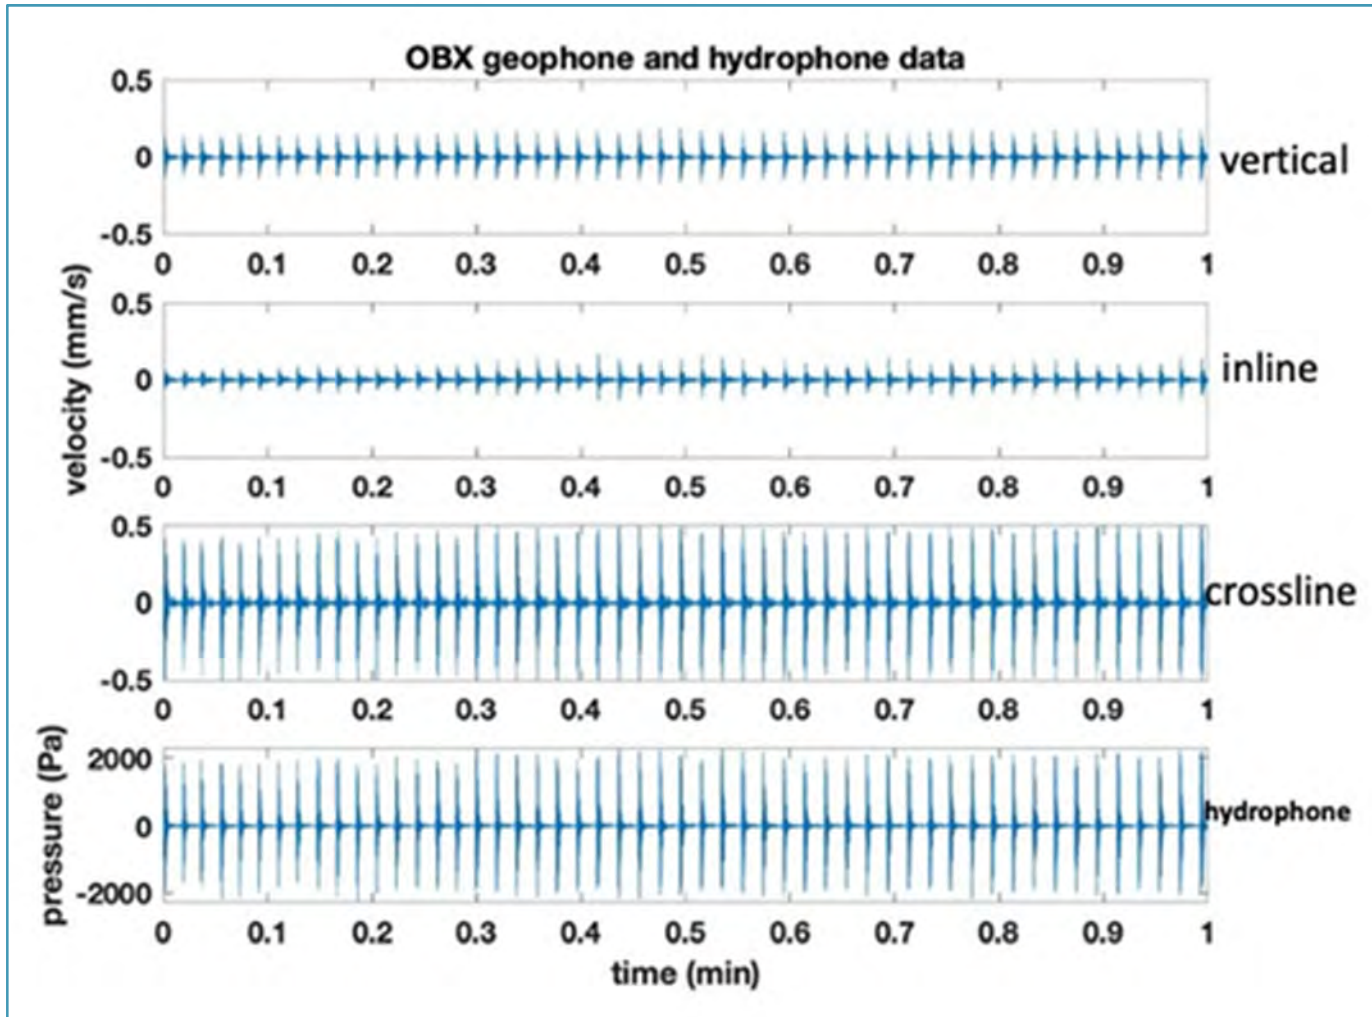 OBX geophone and hydrophone data
0.5
0
-0.5
vertical
0 0.1 0.2 0.3 0.4 0.5 0.6 0.7 0.8 0.9 1
velocity (mm/s)
0.5
0
-0.5
inline
0 0.1 0.2 0.3 0.4 0.5 0.6 0.7 0.8 0.9 1
0.5
0
-0.5
crossline
0 0.1 0.2 0.3 0.4 0.5 0.6 0.7 0.8 0.9 1
pressure (Pa)
2000
0
-2000
hydrophone
0 0.1 0.2 0.3 0.4 0.5 0.6 0.7 0.8 0.9 1
time (min)